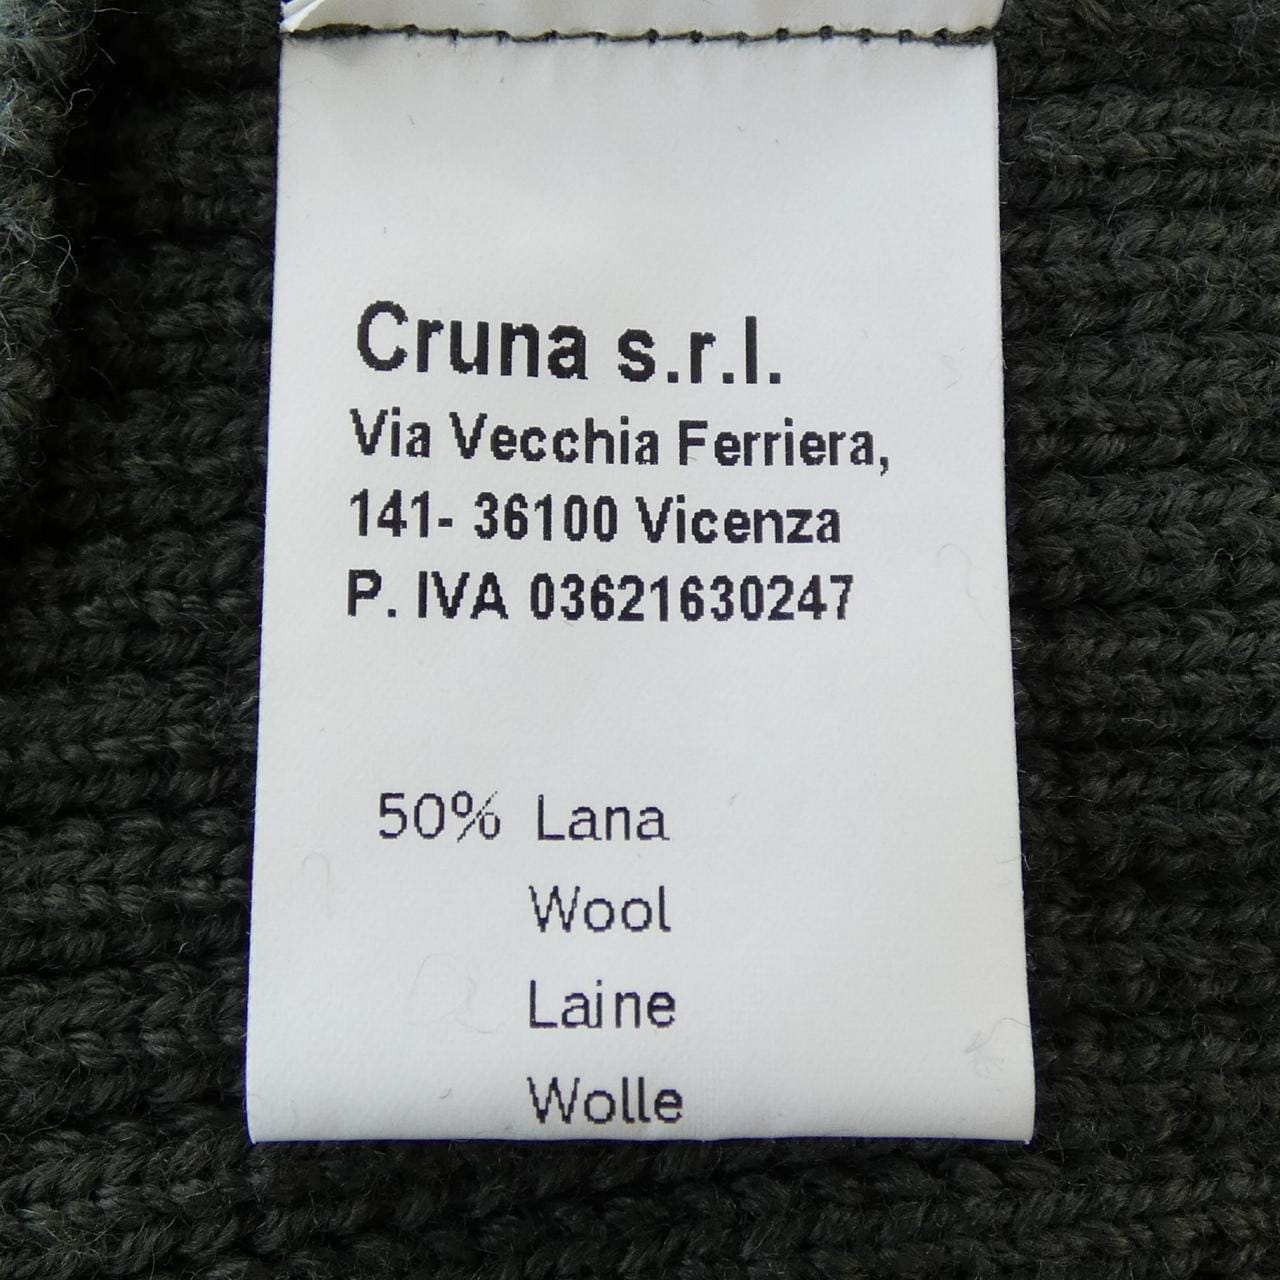 Cruna s.r.l.
Via Vecchia Ferriera,
141- 36100 Vicenza
P. IVA 03621630247
50% Lana
Wool
Laine
Wolle